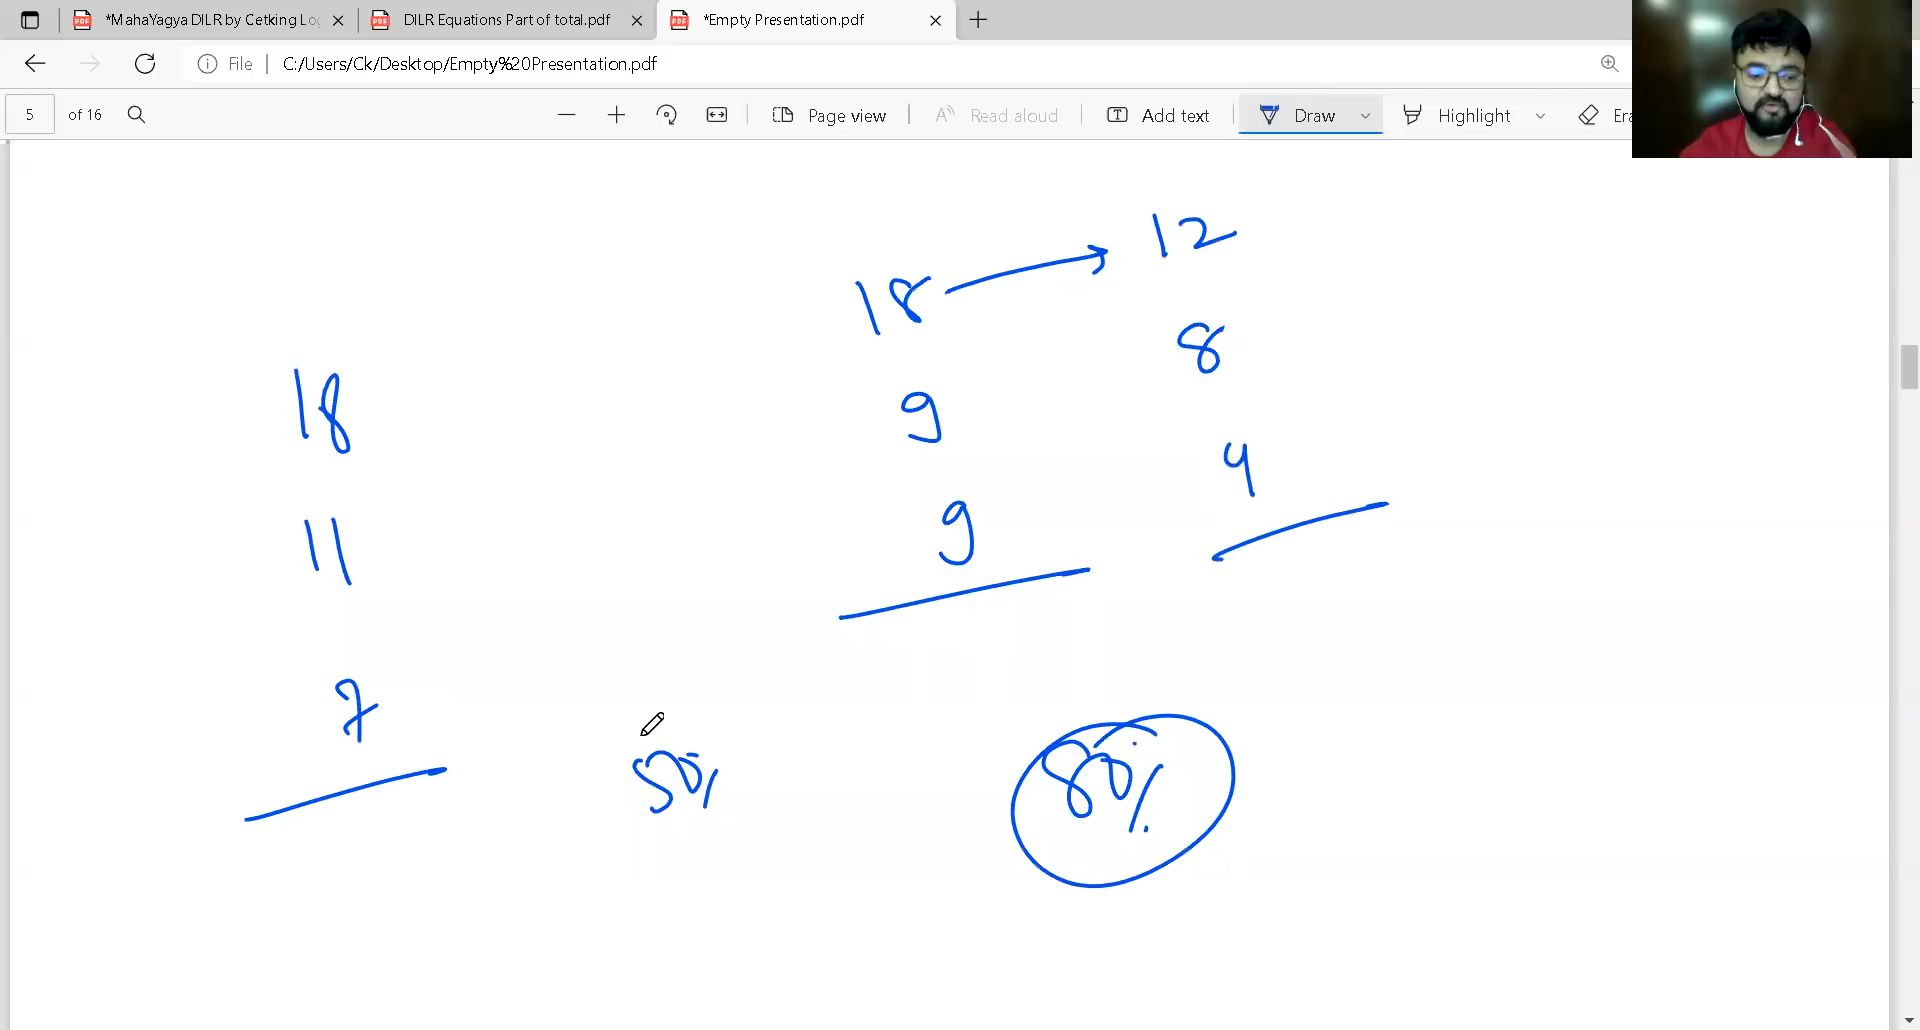 *MahaYagya DILR by Cetking Lo
DILR Equations Part of total.pdf
*Empty Presentation.pdf
File
C:/Users/Ck/Desktop/Empty%20Presentation.pdf
5 of 16
Page view
Read aloud
Add text
Draw
Highlight
Era
18 → 12
9 8
9 4
18
11
7
50%
80%